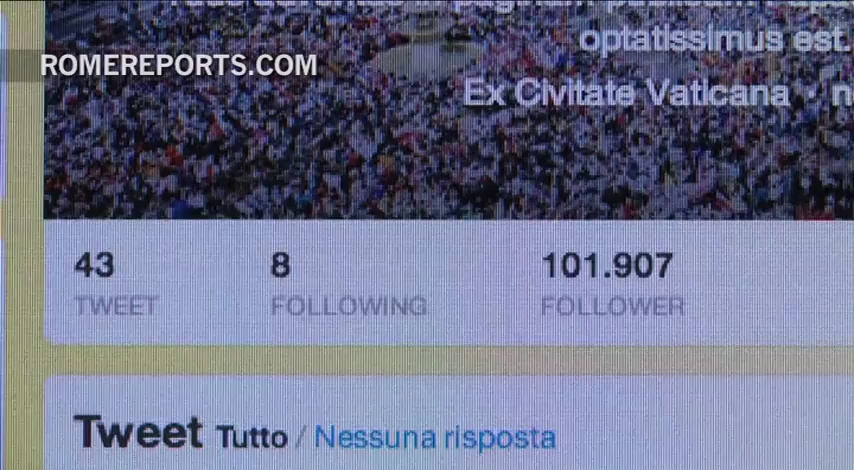 optatissimus est.
ROMEREPORTS.COM
Ex Civitate Vaticana · n
43 8 101.907
TWEET FOLLOWING FOLLOWER
Tweet Tutto / Nessuna risposta